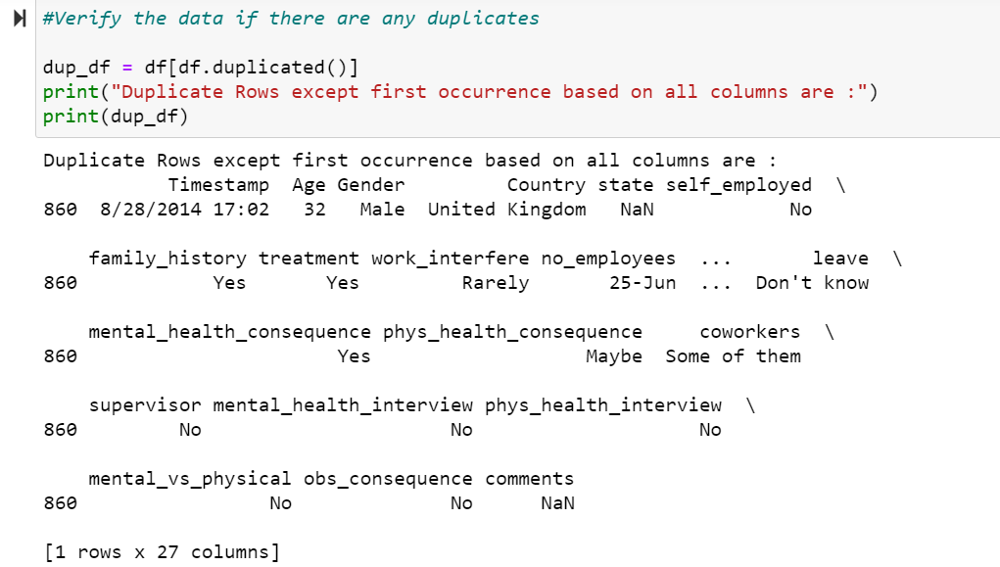 #Verify the data if there are any duplicates
dup_df = df[df.duplicated()]
print("Duplicate Rows except first occurrence based on all columns are :")
print(dup_df)
Duplicate Rows except first occurrence based on all columns are :
Timestamp Age Gender Country state self_employed \
860 8/28/2014 17:02 32 Male United Kingdom NaN No
family_history treatment work_interfere no_employees ... leave \
860 Yes Yes Rarely 25-Jun ... Don't know
mental_health_consequence phys_health_consequence coworkers \
860 Yes Maybe Some of them
supervisor mental_health_interview phys_health_interview \
860 No No No
mental_vs_physical obs_consequence comments
860 No No NaN
[1 rows x 27 columns]